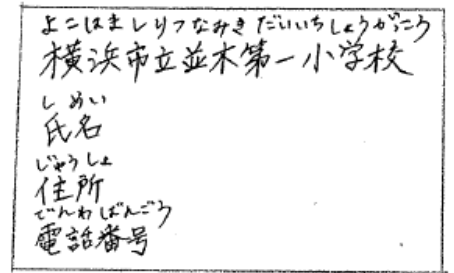 よこはましりつなみきだいいちしょうがっこう
横浜市立並木第一小学校
しめい
氏名
じゅうしょ
住所
でんわばんごう
電話番号